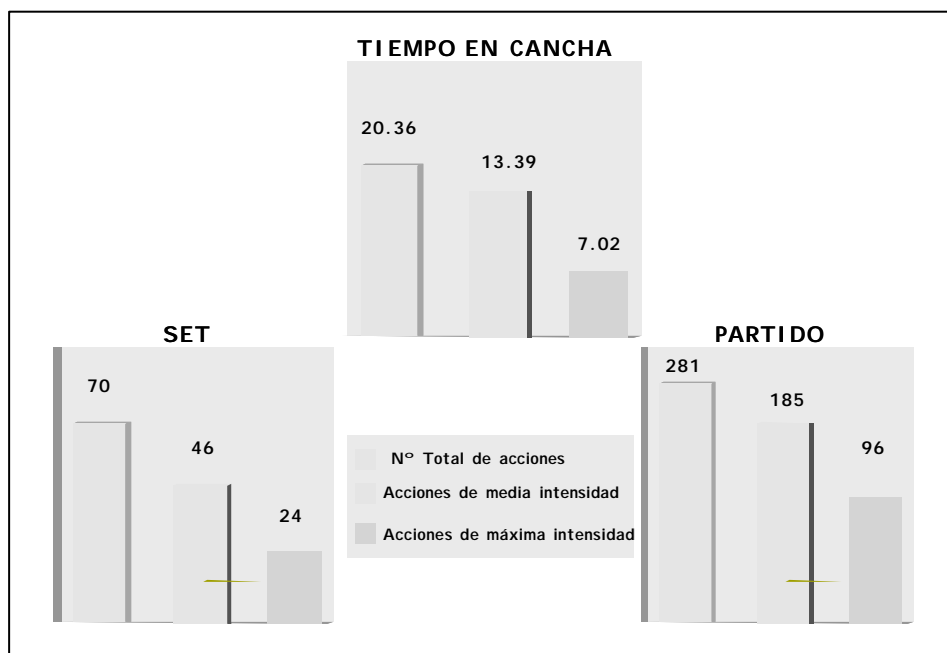 TIEMPO EN CANCHA
20.36
13.39
7.02
SET
70
46
24
Nº Total de acciones
Acciones de media intensidad
Acciones de máxima intensidad
PARTIDO
281
185
96